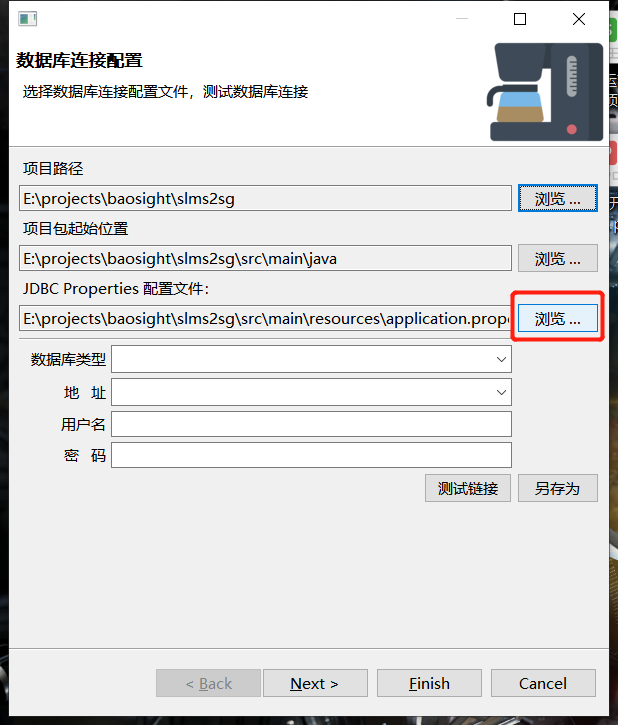 数据库连接配置
选择数据库连接配置文件，测试数据库连接
项目路径
E:\projects\baosight\slms2sg
浏览 ...
项目包起始位置
E:\projects\baosight\slms2sg\src\main\java
浏览 ...
JDBC Properties 配置文件：
E:\projects\baosight\slms2sg\src\main\resources\application.prope
浏览 ...
数据库类型
地 址
用户名
密 码
测试链接 另存为
< Back Next > Finish Cancel